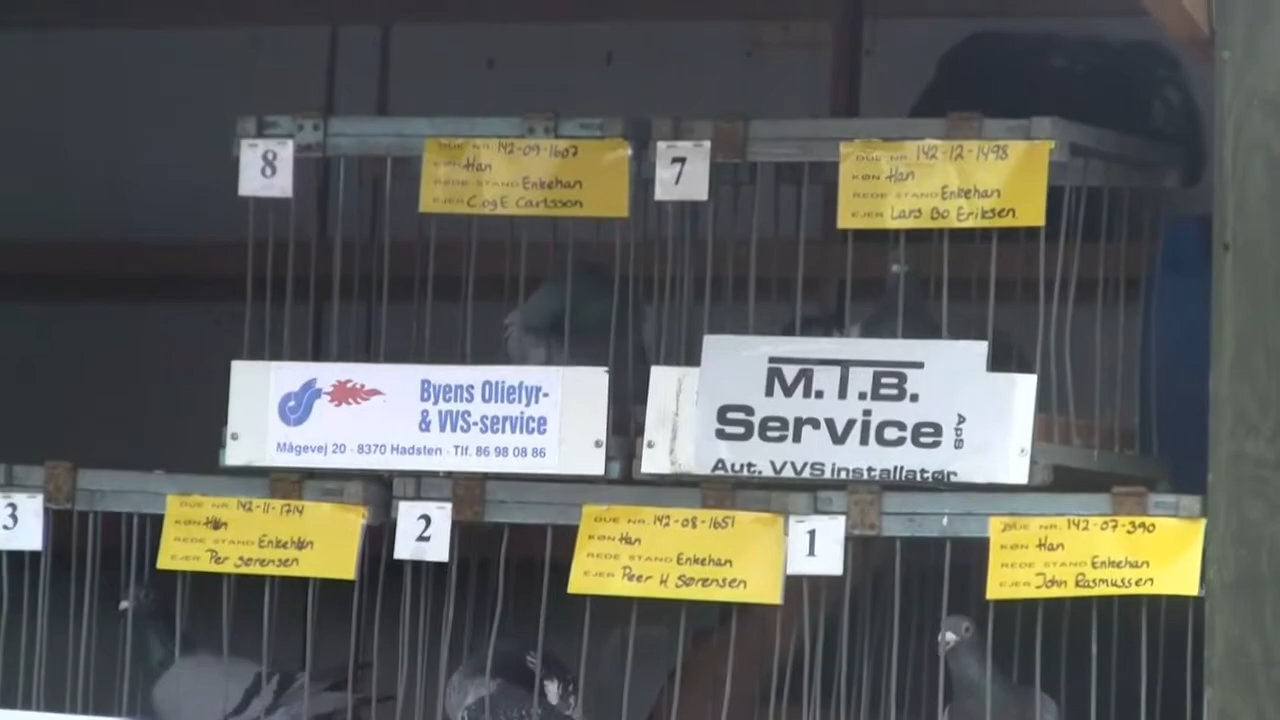 8
DUE NR. 142-09-1607
KØN Han
REDE STAND Enkehan
EJER C. og E. Carlsson
7
DUE NR. 142-12-1498
KØN Han
REDE STAND Enkehan
EJER Lars Bo Eriksen.
Byens Oliefyr-
& VVS-service
Mågevej 20 · 8370 Hadsten · Tlf. 86 98 08 86
M.T.B.
Service ApS
Aut. VVS installatør
3
DUE NR. 142-11-1714
KØN Han
REDE STAND Enkehan
EJER Per Sørensen
2
DUE NR. 142-08-1651
KØN Han
REDE STAND Enkehan
EJER Peer H. Sørensen
1
DUE NR. 142-07-390
KØN Han
REDE STAND Enkehan
EJER John Rasmussen